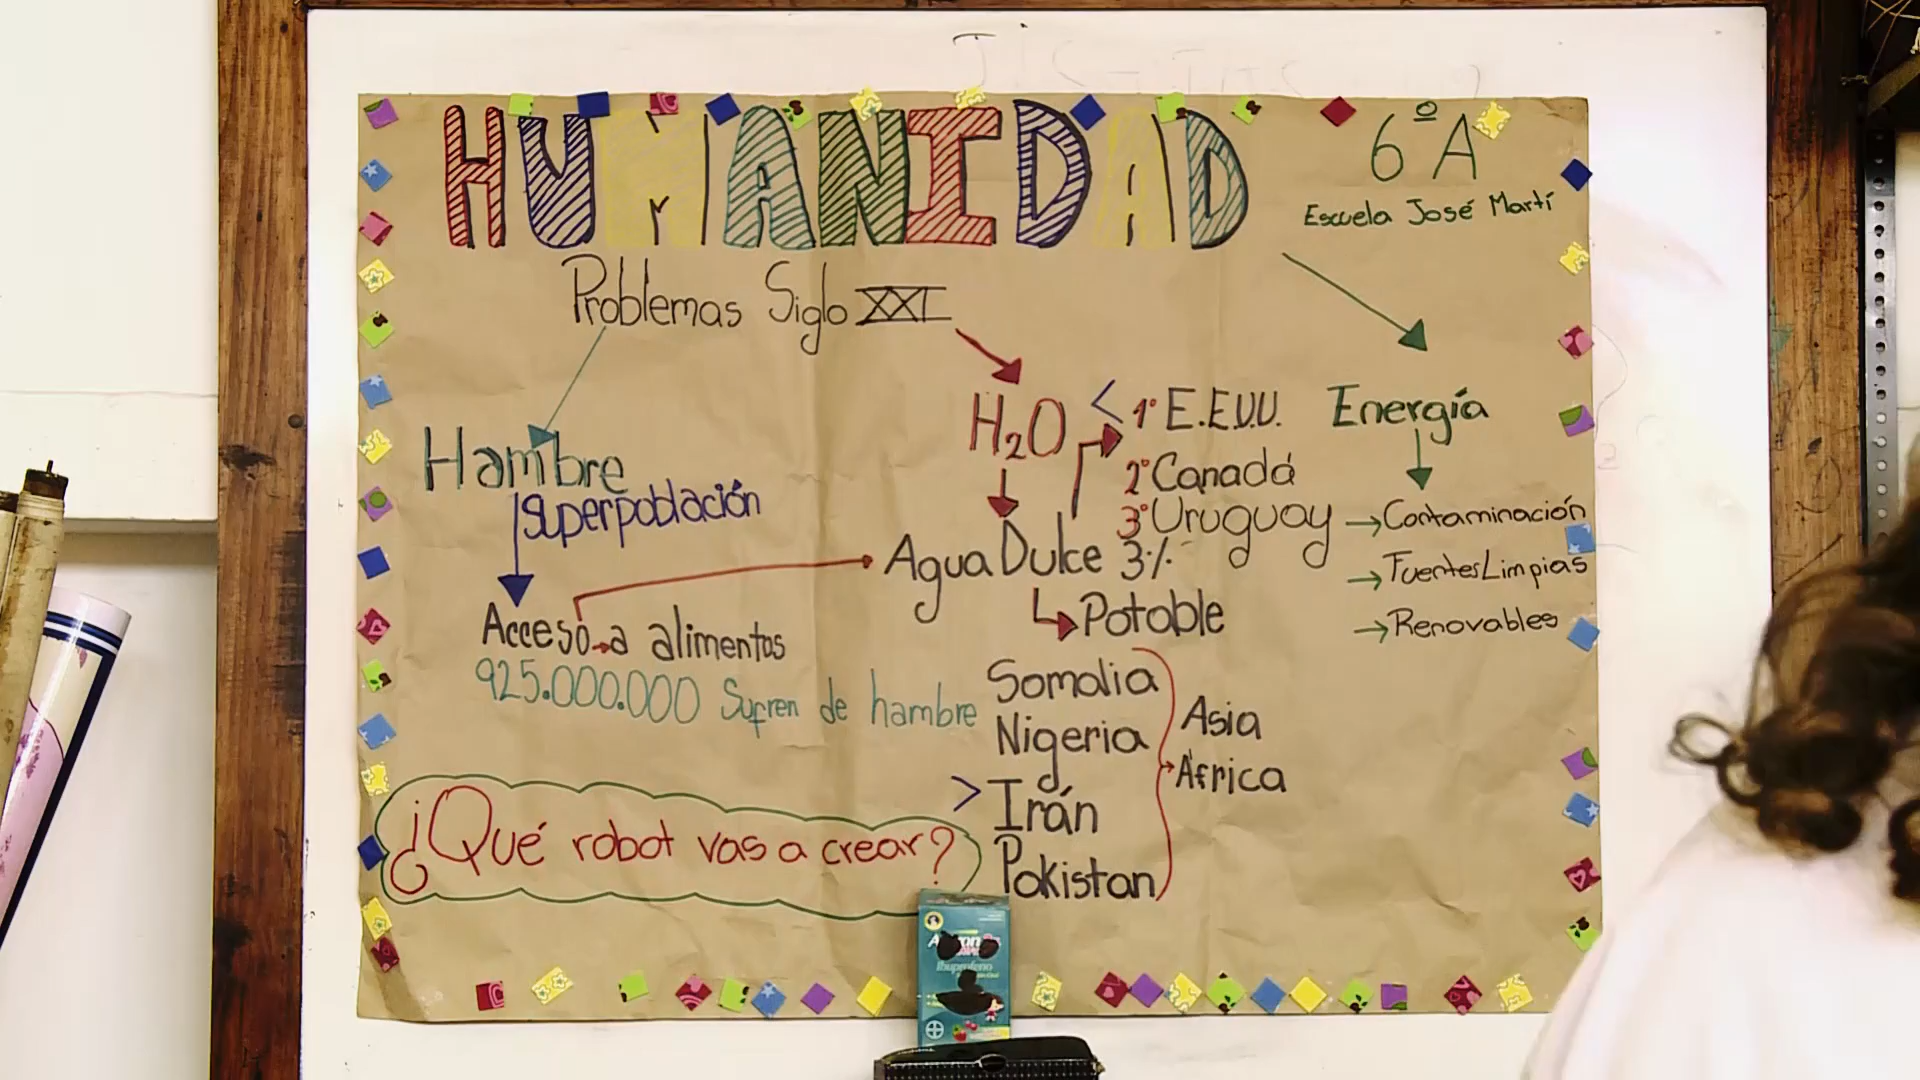 HUMANIDAD
6º A
Escuela José Martí
Problemas Siglo XXI
Hambre
superpoblación
Acceso a alimentos
925.000.000 Sufren de hambre
H2O
< 1º E.E.U.U.
2º Canadá
3º Uruguay
Agua Dulce 3%
Potable
Somalia
Nigeria
> Irán
Pakistan
Asia
África
Energía
Contaminación
Fuentes Limpias
Renovables
¿Qué robot vas a crear?
Ibuprofeno